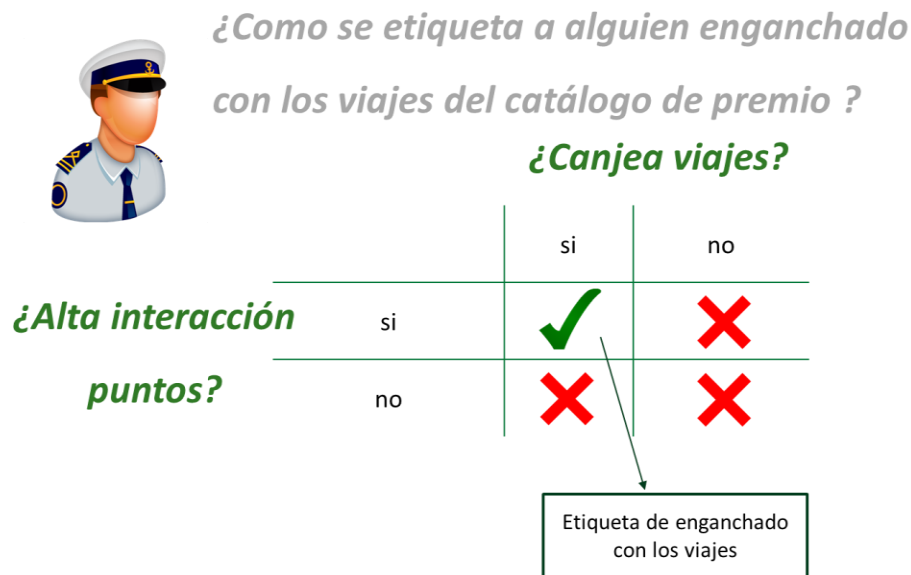 ¿Como se etiqueta a alguien enganchado
con los viajes del catálogo de premio ?
¿Canjea viajes?
si no
¿Alta interacción
puntos?
si
no
Etiqueta de enganchado
con los viajes